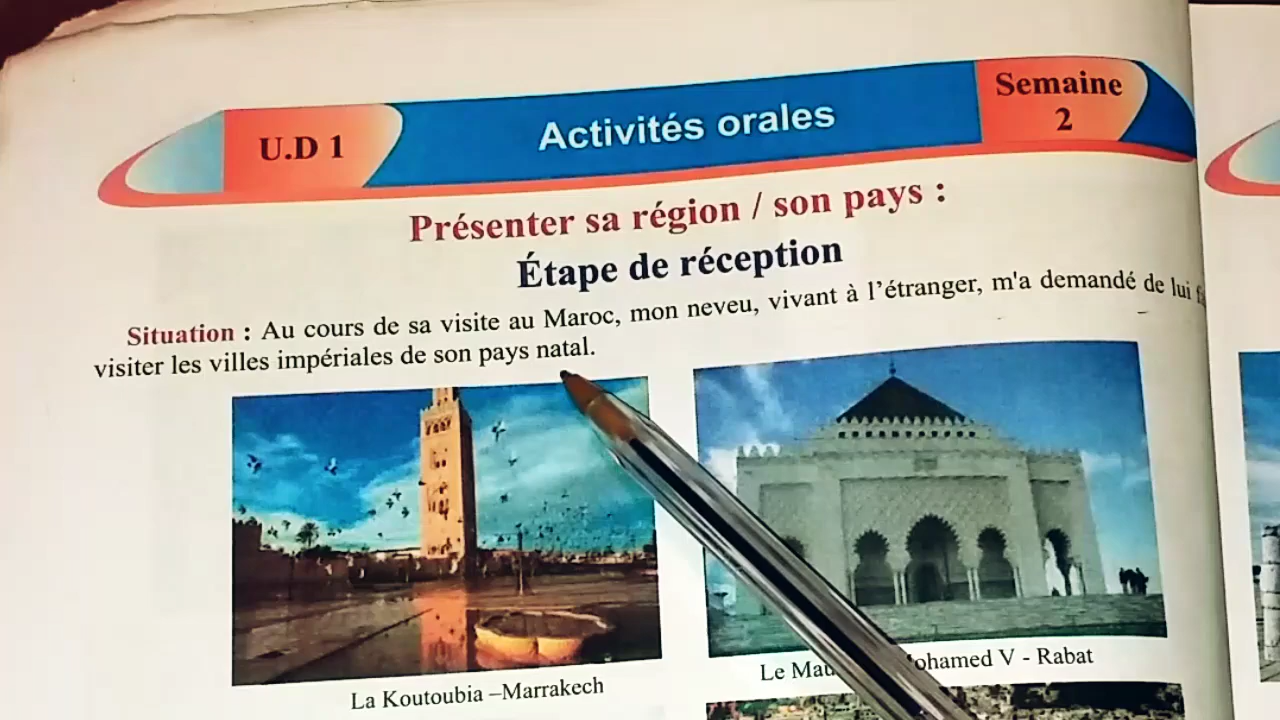 U.D 1
Activités orales
Semaine
2
Présenter sa région / son pays :
Étape de réception
Situation : Au cours de sa visite au Maroc, mon neveu, vivant à l'étranger, m'a demandé de lui
visiter les villes impériales de son pays natal.
La Koutoubia –Marrakech
Le V - Rabat